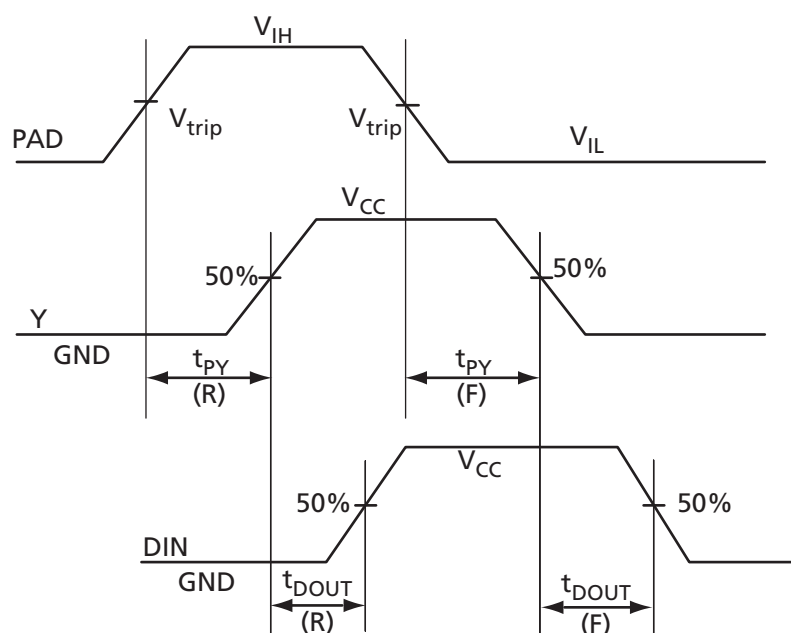 V_IH
V_trip V_trip
PAD V_IL
V_CC
50% 50%
Y
GND
t_PY t_PY
(R) (F)
V_CC
50% 50%
DIN
GND
t_DOUT t_DOUT
(R) (F)